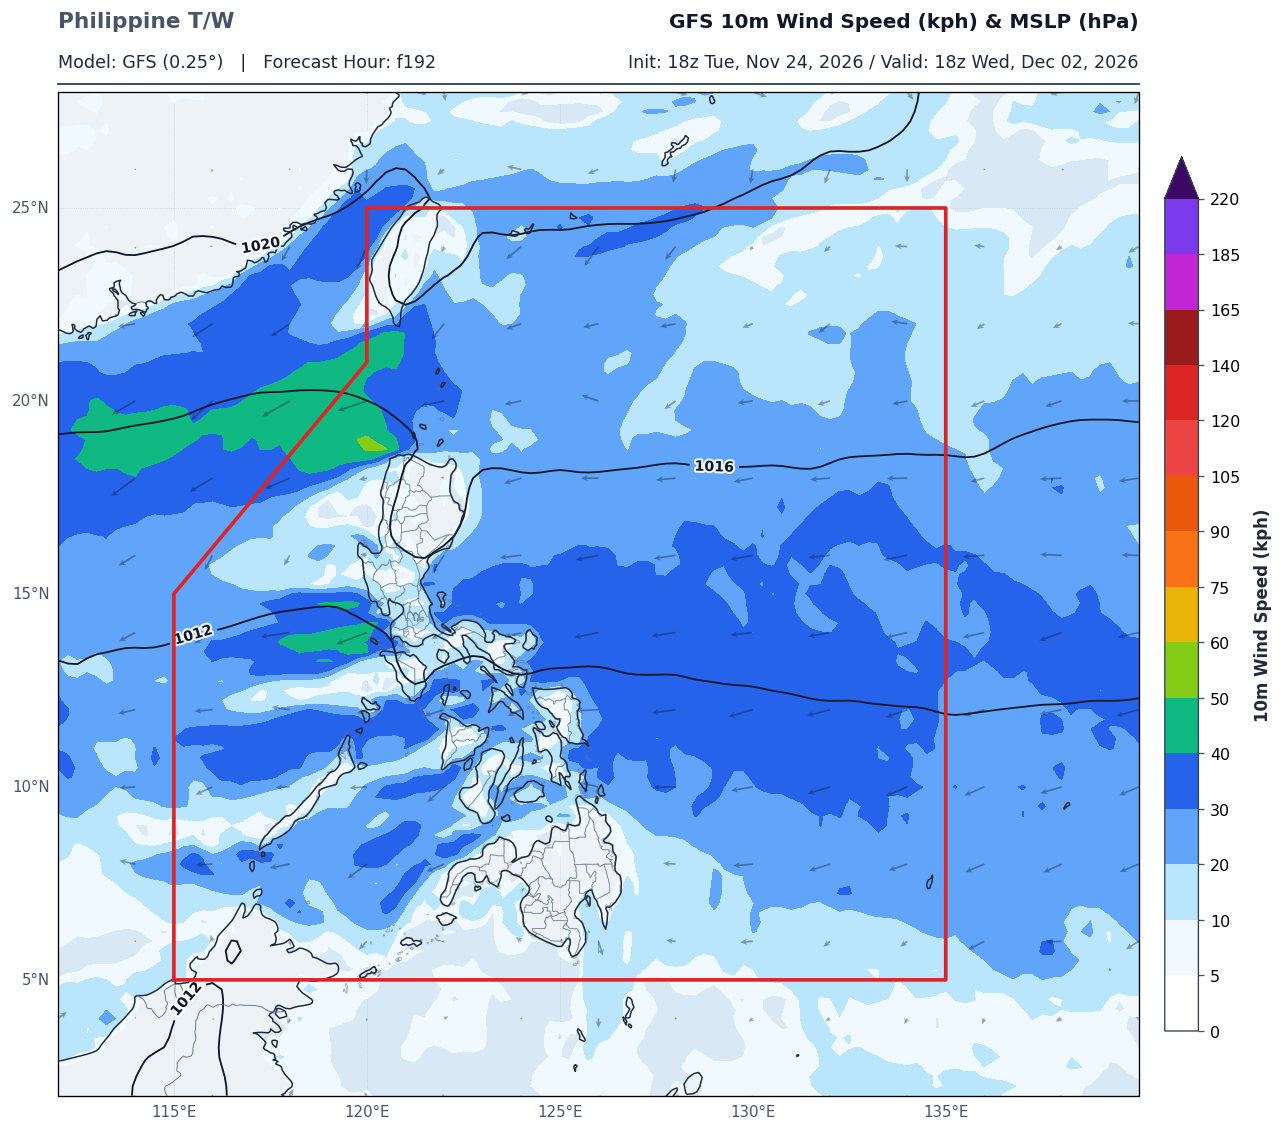 Philippine T/W
GFS 10m Wind Speed (kph) & MSLP (hPa)
Model: GFS (0.25°) | Forecast Hour: f192
Init: 18z Tue, Nov 24, 2026 / Valid: 18z Wed, Dec 02, 2026
25°N
20°N
15°N
10°N
5°N
115°E
120°E
125°E
130°E
135°E
1020
1016
1012
1012
220
185
165
140
120
105
90
75
60
50
40
30
20
10
5
0
10m Wind Speed (kph)